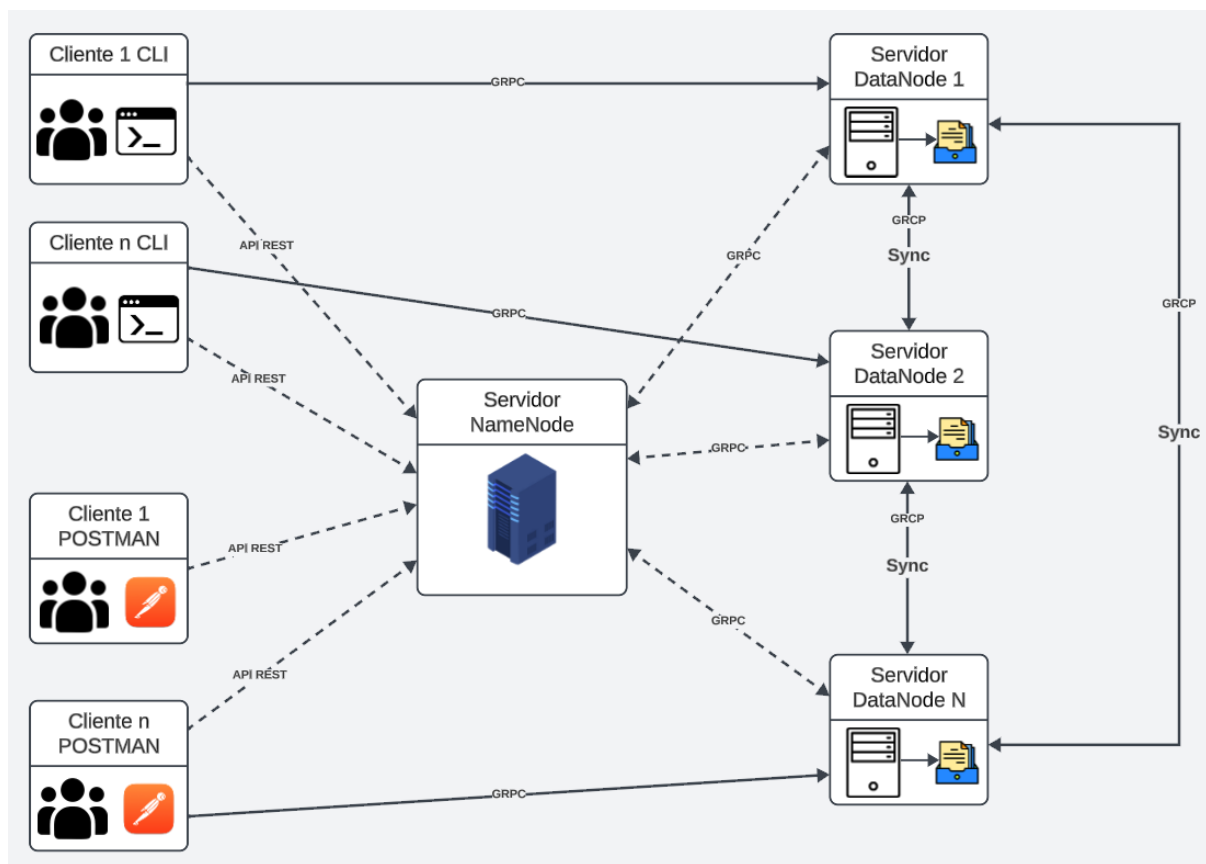 Cliente 1 CLI
Servidor
DataNode 1
GRPC
GRCP
Sync
API REST
GRPC
Cliente n CLI
GRPC
GRCP
Servidor
DataNode 2
API REST
Servidor
NameNode
GRPC
Sync
Cliente 1
POSTMAN
API REST
GRCP
Sync
GRPC
API REST
Servidor
DataNode N
Cliente n
POSTMAN
GRPC